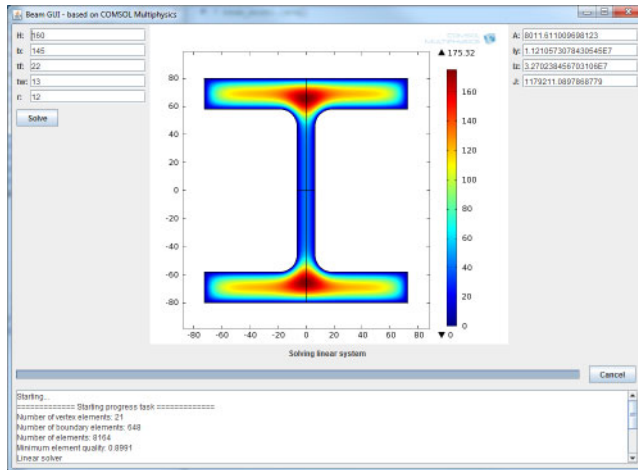 Beam GUI - based on COMSOL Multiphysics
H: 160
b: 145
tf: 22
tw: 13
r: 12
Solve
COMSOL
MULTIPHYSICS
▲ 175.32
80
60
40
20
0
-20
-40
-60
-80
-80 -60 -40 -20 0 20 40 60 80
160
140
120
100
80
60
40
20
0
▼ 0
A: 8011.611009698123
Iy: 1.1210573078430545E7
Iz: 3.270238456703106E7
J: 1179211.0897868779
Solving linear system
Cancel
Starting...
============= Starting progress task =============
Number of vertex elements: 21
Number of boundary elements: 648
Number of elements: 8164
Minimum element quality: 0.8991
Linear solver